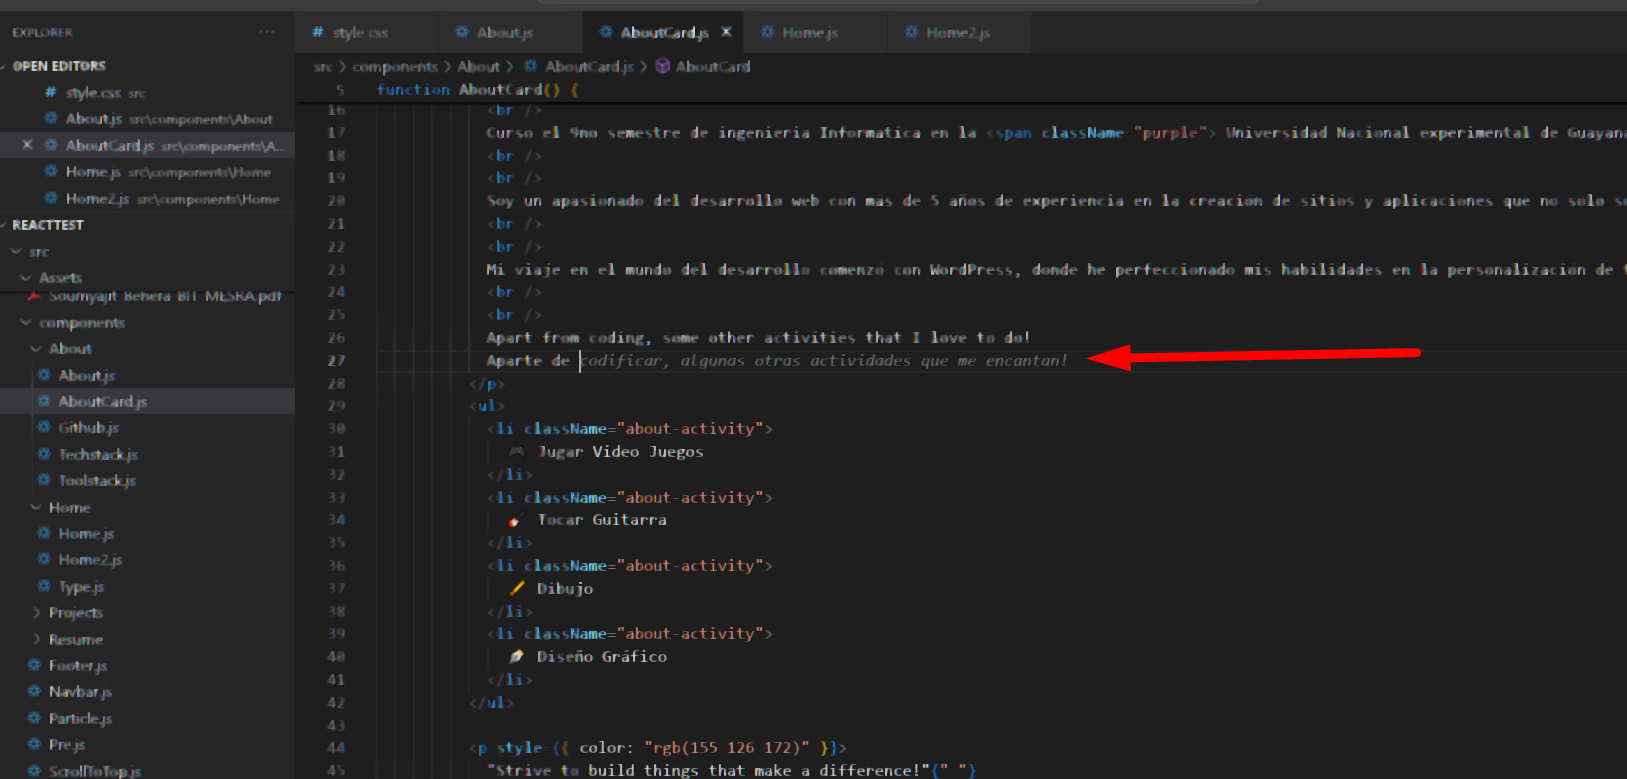 EXPLORER ...
OPEN EDITORS
# style.css src
About.js src\components\About
AboutCard.js src\components\A...
Home.js src\components\Home
Home2.js src\components\Home
REACTTEST
src
Assets
Soumyajit_Behera-BIT_MESRA.pdf
components
About
About.js
AboutCard.js
Github.js
Techstack.js
Toolstack.js
Home
Home.js
Home2.js
Type.js
Projects
Resume
Footer.js
Navbar.js
Particle.js
Pre.js
ScrollToTop.js
# style.css About.js AboutCard.js Home.js Home2.js
src > components > About > AboutCard.js > AboutCard
5 function AboutCard() {
16 <br />
17 Curso el 9no semestre de ingenieria Informatica en la <span className="purple"> Universidad Nacional experimental de Guayana
18 <br />
19 <br />
20 Soy un apasionado del desarrollo web con mas de 5 años de experiencia en la creación de sitios y aplicaciones que no solo
21 <br />
22 <br />
23 Mi viaje en el mundo del desarrollo comenzó con WordPress, donde he perfeccionado mis habilidades en la personalización de
24 <br />
25 <br />
26 Apart from coding, some other activities that I love to do!
27 Aparte de codificar, algunas otras actividades que me encantan!
28 </p>
29 <ul>
30 <li className="about-activity">
31 🎮 Jugar Video Juegos
32 </li>
33 <li className="about-activity">
34 🎸 Tocar Guitarra
35 </li>
36 <li className="about-activity">
37 🖌️ Dibujo
38 </li>
39 <li className="about-activity">
40 ✒️ Diseño Gráfico
41 </li>
42 </ul>
43
44 <p style={{ color: "rgb(155 126 172)" }}>
45 "Strive to build things that make a difference!"{" "}